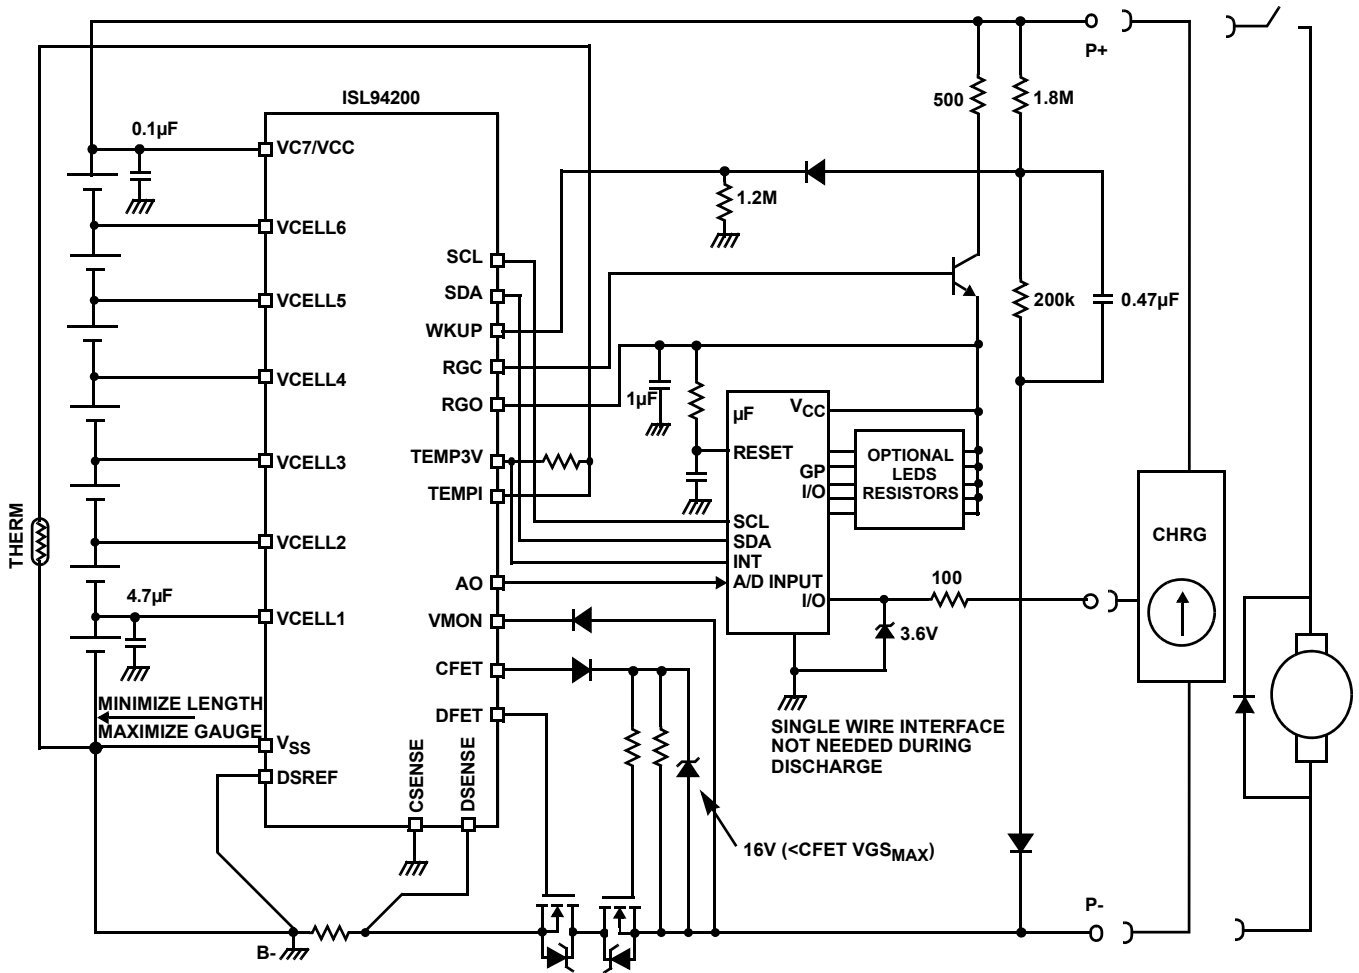 P+
ISL94200
500
1.8M
0.1µF
VC7/VCC
1.2M
VCELL6
SCL
SDA
VCELL5
200k
0.47µF
WKUP
RGC
VCELL4
RGO
1µF
µF
VCC
RESET
OPTIONAL
LEDS
RESISTORS
GP
I/O
TEMP3V
VCELL3
TEMPI
THERM
SCL
SDA
INT
A/D INPUT
I/O
CHRG
VCELL2
AO
100
4.7µF
VCELL1
VMON
3.6V
CFET
MINIMIZE LENGTH
MAXIMIZE GAUGE
DFET
SINGLE WIRE INTERFACE
NOT NEEDED DURING
DISCHARGE
VSS
DSREF
CSENSE
DSENSE
16V (<CFET VGSMAX)
P-
B-